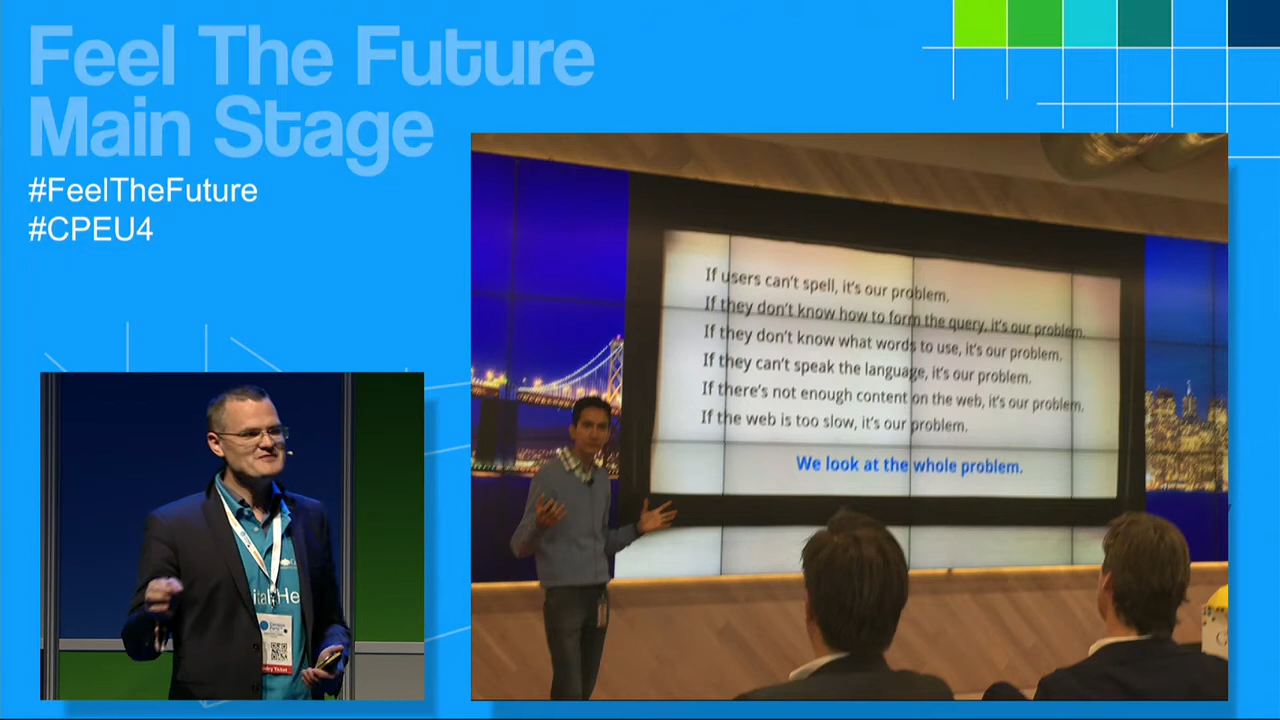 Feel The Future
Main Stage
#FeelTheFuture
#CPEU4
If users can't spell, it's our problem.
If they don't know how to form the query, it's our problem.
If they don't know what words to use, it's our problem.
If they can't speak the language, it's our problem.
If there's not enough content on the web, it's our problem.
If the web is too slow, it's our problem.
We look at the whole problem.